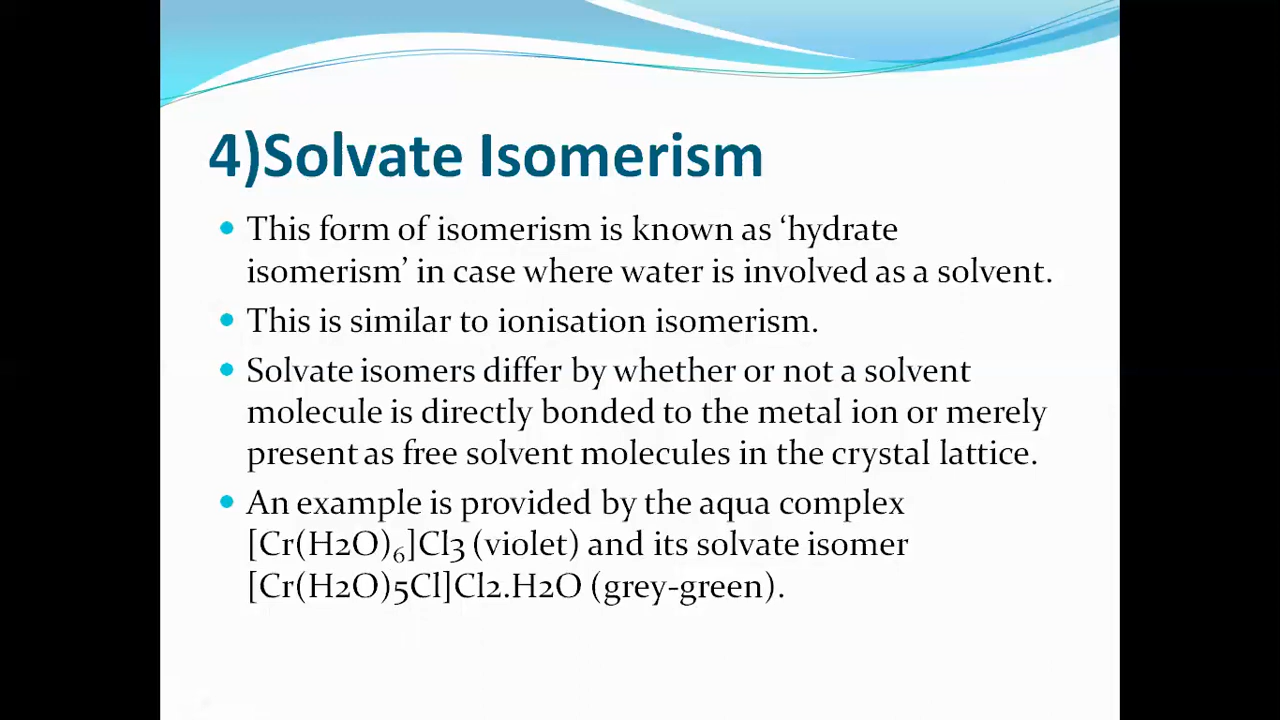 4)Solvate Isomerism
• This form of isomerism is known as ‘hydrate
isomerism’ in case where water is involved as a solvent.
• This is similar to ionisation isomerism.
• Solvate isomers differ by whether or not a solvent
molecule is directly bonded to the metal ion or merely
present as free solvent molecules in the crystal lattice.
• An example is provided by the aqua complex
[Cr(H2O)₆]Cl3 (violet) and its solvate isomer
[Cr(H2O)5Cl]Cl2.H2O (grey-green).